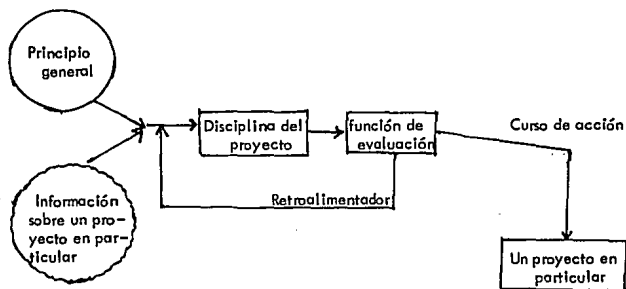 Principio
general
Información
sobre un pro-
yecto en par-
ticular
Disciplina del
proyecto
función de
evaluación
Retroalimentador
Curso de acción
Un proyecto en
particular